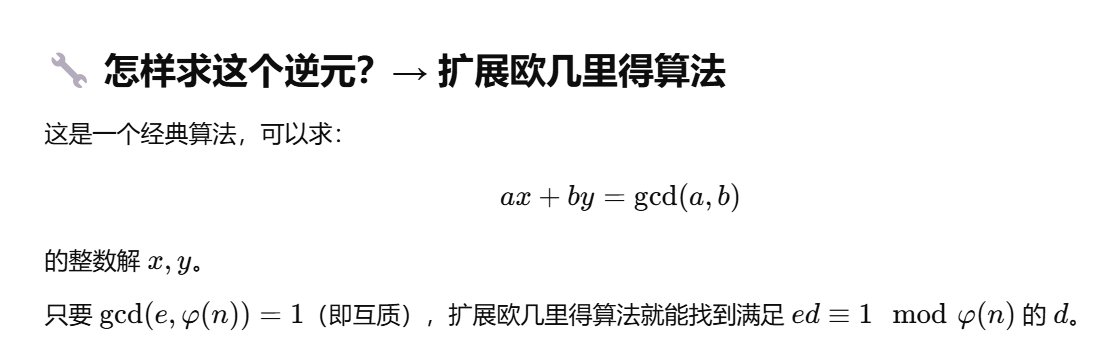 🔧 怎样求这个逆元？→ 扩展欧几里得算法
这是一个经典算法，可以求：
ax + by = gcd(a, b)
的整数解 x, y。
只要 gcd(e, φ(n)) = 1（即互质），扩展欧几里得算法就能找到满足 ed ≡ 1 mod φ(n) 的 d。